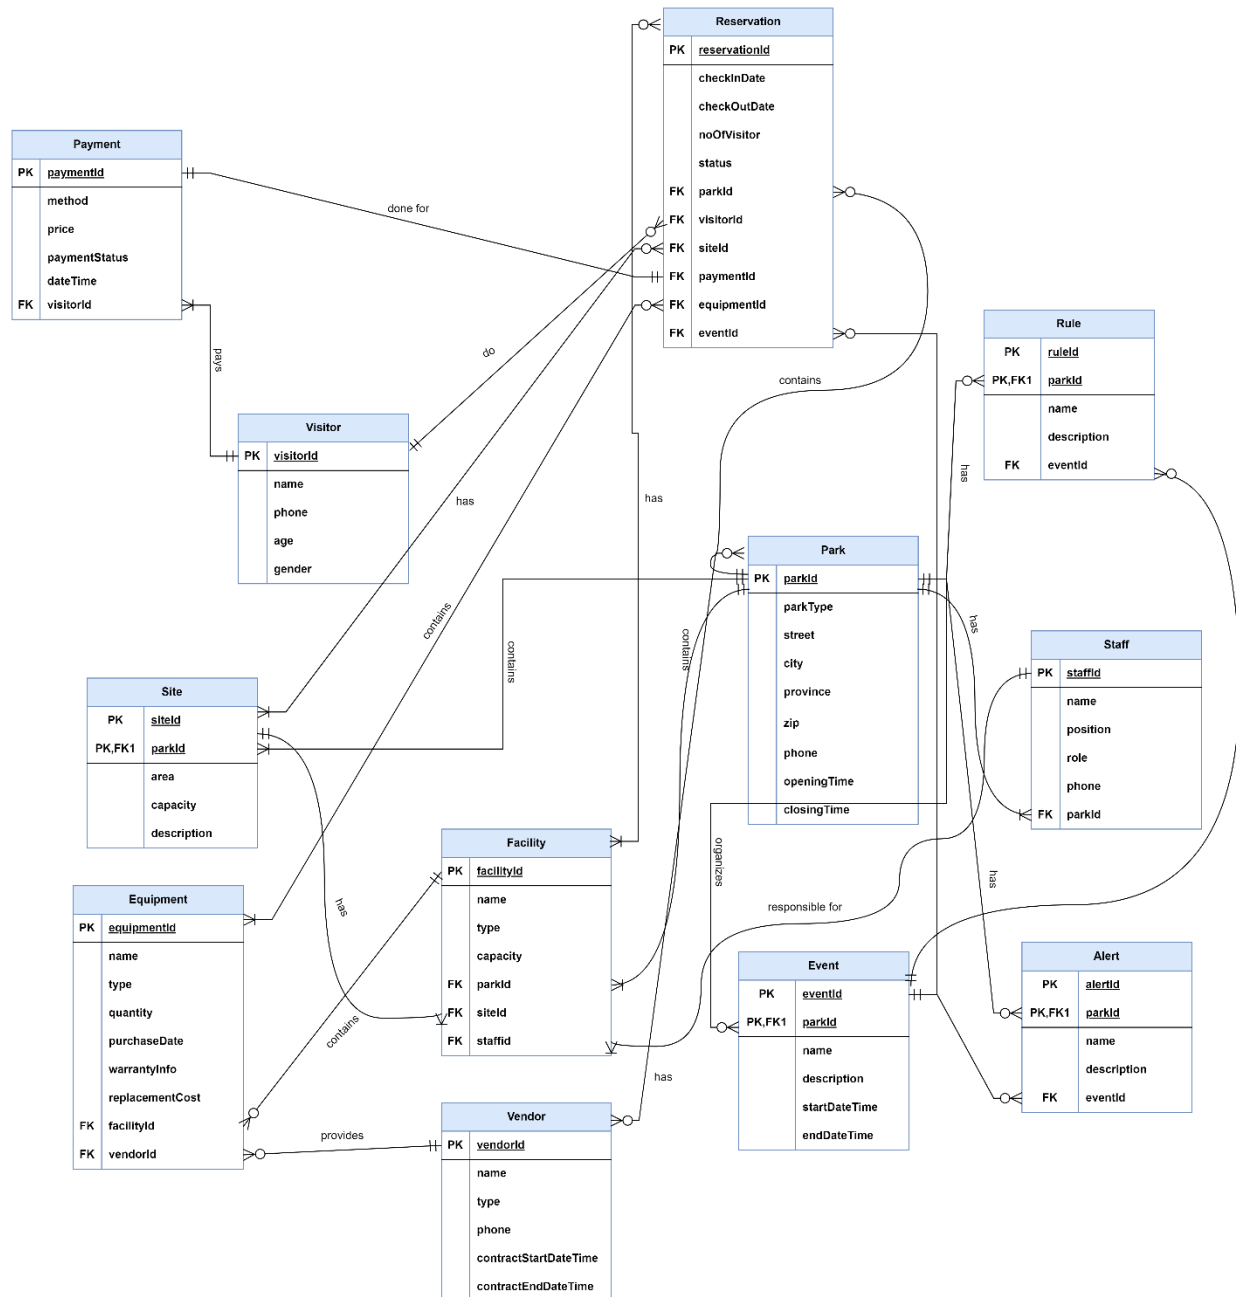 Reservation
PK reservationId
checkInDate
checkOutDate
noOfVisitor
status
FK parkId
FK visitorId
FK siteId
FK paymentId
FK equipmentId
FK eventId
Payment
PK paymentId
method
price
paymentStatus
dateTime
FK visitorId
done for
pays
do
contains
Rule
PK ruleId
PK,FK1 parkId
name
description
FK eventId
has
Visitor
PK visitorId
name
phone
age
gender
has
has
contains
Park
PK parkId
parkType
street
city
province
zip
phone
openingTime
closingTime
contains
contains
has
Staff
PK staffId
name
position
role
phone
FK parkId
Site
PK siteId
PK,FK1 parkId
area
capacity
description
Facility
PK facilityId
name
type
capacity
FK parkId
FK siteId
FK staffid
organizes
has
responsible for
has
Equipment
PK equipmentId
name
type
quantity
purchaseDate
warrantyInfo
replacementCost
FK facilityId
FK vendorId
contains
Event
PK eventId
PK,FK1 parkId
name
description
startDateTime
endDateTime
Alert
PK alertId
PK,FK1 parkId
name
description
FK eventId
has
provides
Vendor
PK vendorId
name
type
phone
contractStartDateTime
contractEndDateTime